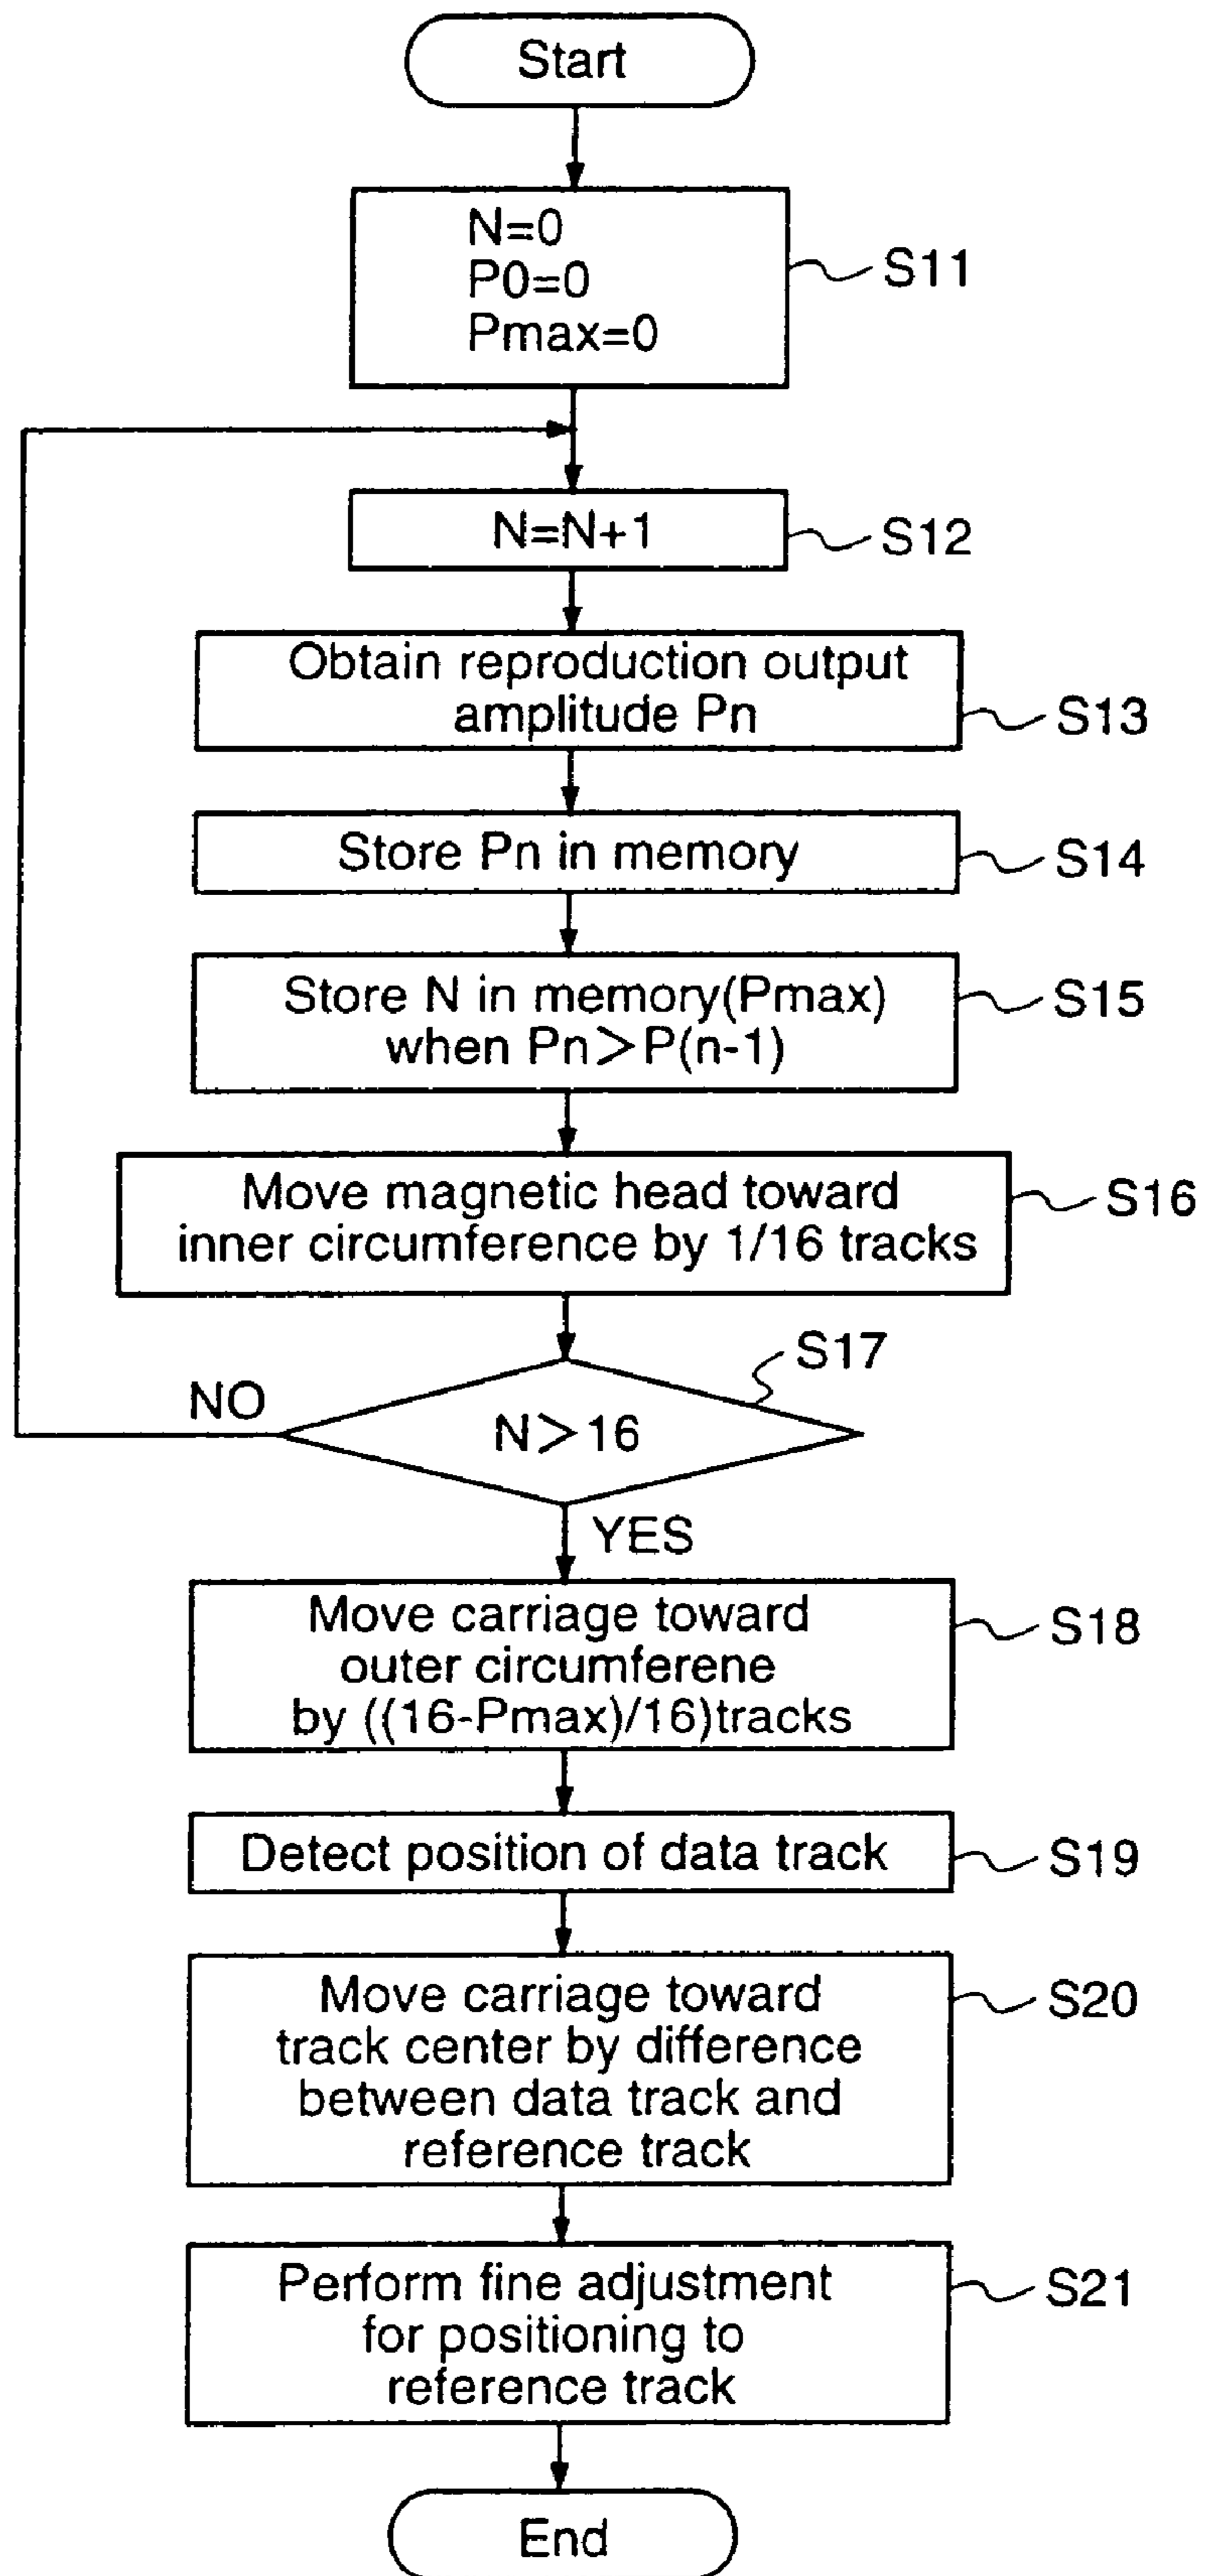 Start
N=0
P0=0
Pmax=0
S11
N=N+1
S12
Obtain reproduction output
amplitude Pn
S13
Store Pn in memory
S14
Store N in memory(Pmax)
when Pn>P(n-1)
S15
Move magnetic head toward
inner circumference by 1/16 tracks
S16
S17
NO
N>16
YES
Move carriage toward
outer circumferene
by ((16-Pmax)/16)tracks
S18
Detect position of data track
S19
Move carriage toward
track center by difference
between data track and
reference track
S20
Perform fine adjustment
for positioning to
reference track
S21
End